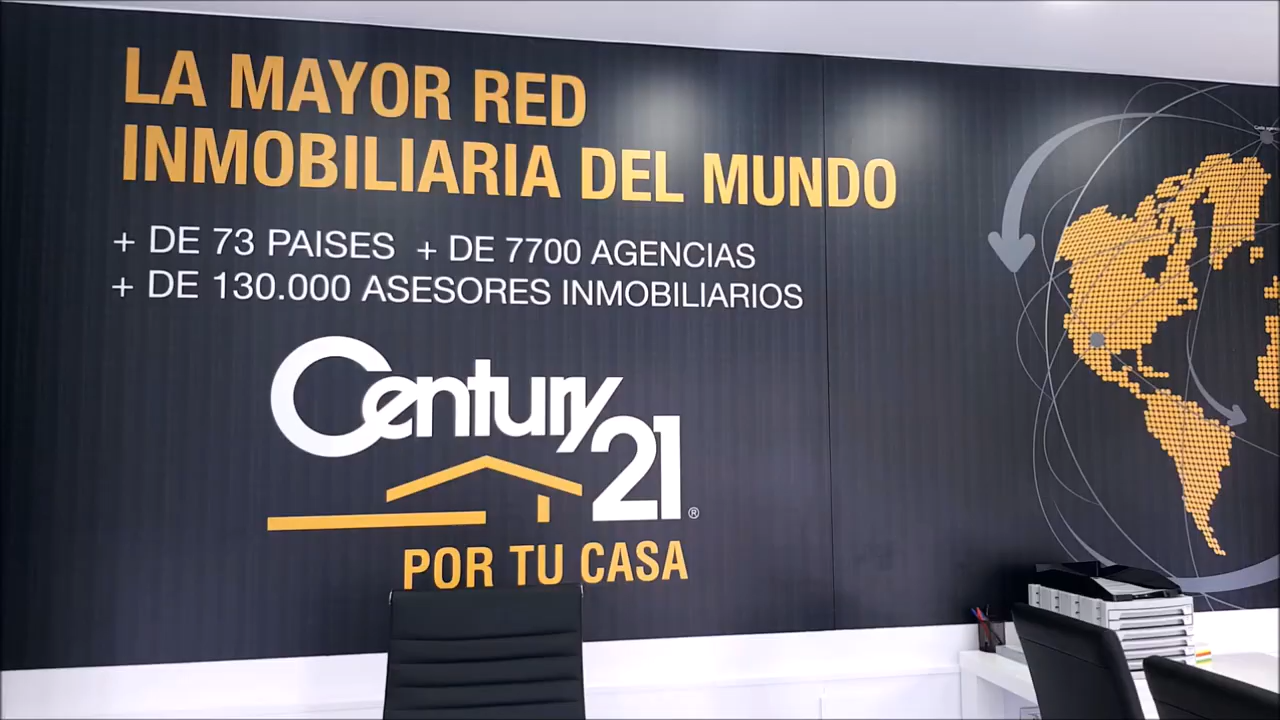 LA MAYOR RED
INMOBILIARIA DEL MUNDO
+ DE 73 PAISES + DE 7700 AGENCIAS
+ DE 130.000 ASESORES INMOBILIARIOS
Century
21®
POR TU CASA